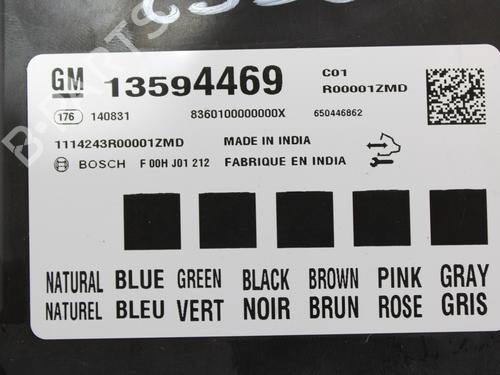 GM 13594469 C01
R00001ZMD
176 140831 8360100000000X 650446862
1114243R00001ZMD MADE IN INDIA
BOSCH F 00H J01 212 FABRIQUE EN INDIA
NATURAL BLUE GREEN BLACK BROWN PINK GRAY
NATUREL BLEU VERT NOIR BRUN ROSE GRIS
B-PARTS